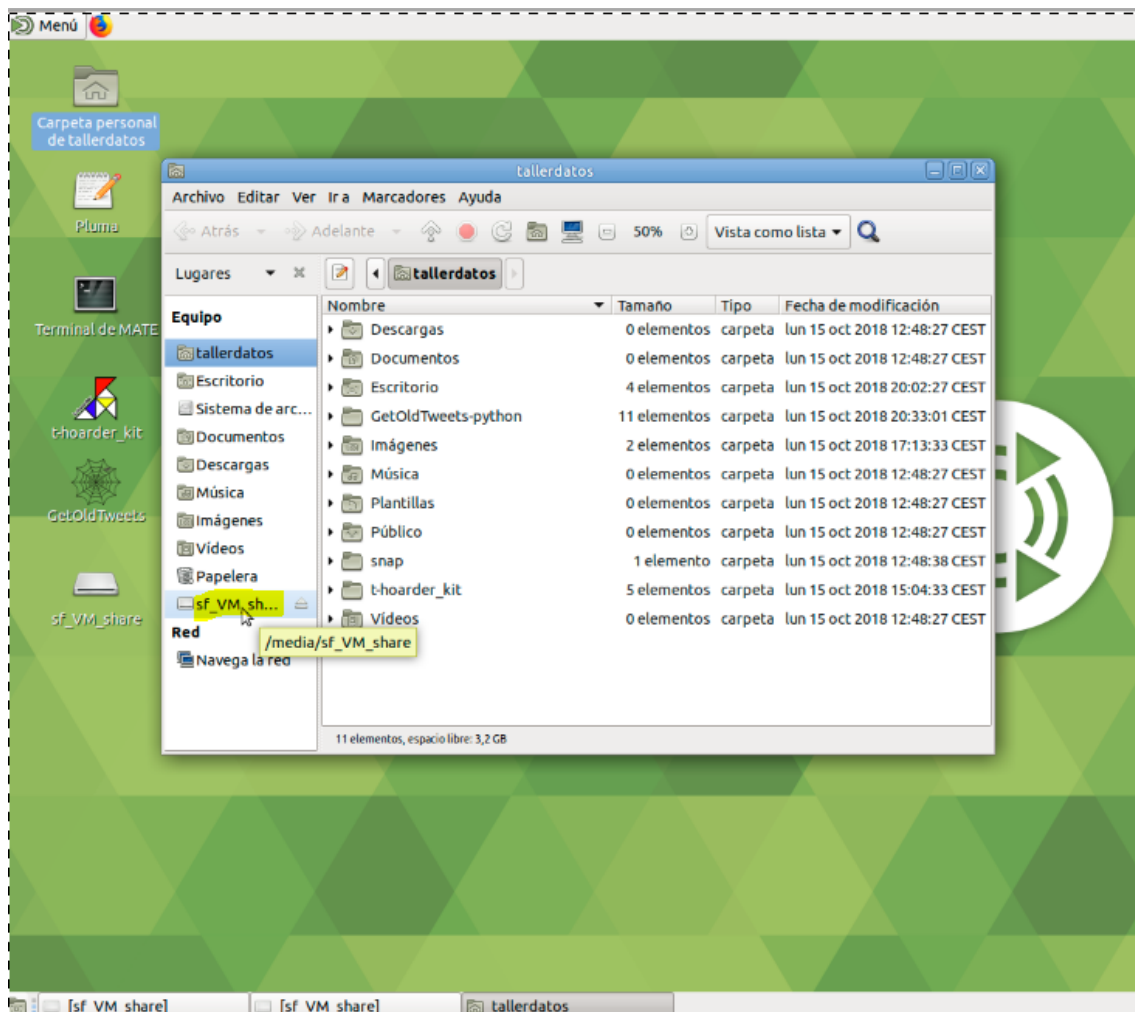 Menú
Carpeta personal
de tallerdatos
Pluma
Terminal de MATE
t-hoarder_kit
GetOldTweets
sf_VM_share
tallerdatos
Archivo Editar Ver Ir a Marcadores Ayuda
Atrás Adelante 50% Vista como lista
Lugares tallerdatos
Equipo
tallerdatos
Escritorio
Sistema de arc...
Documentos
Descargas
Música
Imágenes
Vídeos
Papelera
sf_VM_sh...
Red
Navega la red
/media/sf_VM_share
Nombre Tamaño Tipo Fecha de modificación
Descargas 0 elementos carpeta lun 15 oct 2018 12:48:27 CEST
Documentos 0 elementos carpeta lun 15 oct 2018 12:48:27 CEST
Escritorio 4 elementos carpeta lun 15 oct 2018 20:02:27 CEST
GetOldTweets-python 11 elementos carpeta lun 15 oct 2018 20:33:01 CEST
Imágenes 2 elementos carpeta lun 15 oct 2018 17:13:33 CEST
Música 0 elementos carpeta lun 15 oct 2018 12:48:27 CEST
Plantillas 0 elementos carpeta lun 15 oct 2018 12:48:27 CEST
Público 0 elementos carpeta lun 15 oct 2018 12:48:27 CEST
snap 1 elemento carpeta lun 15 oct 2018 12:48:38 CEST
t-hoarder_kit 5 elementos carpeta lun 15 oct 2018 15:04:33 CEST
Vídeos 0 elementos carpeta lun 15 oct 2018 12:48:27 CEST
11 elementos, espacio libre: 3,2 GB
[sf_VM_share] [sf_VM_share] tallerdatos